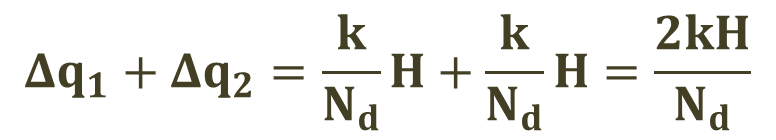 Δq₁ + Δq₂ = k/N_d H + k/N_d H = 2kH/N_d